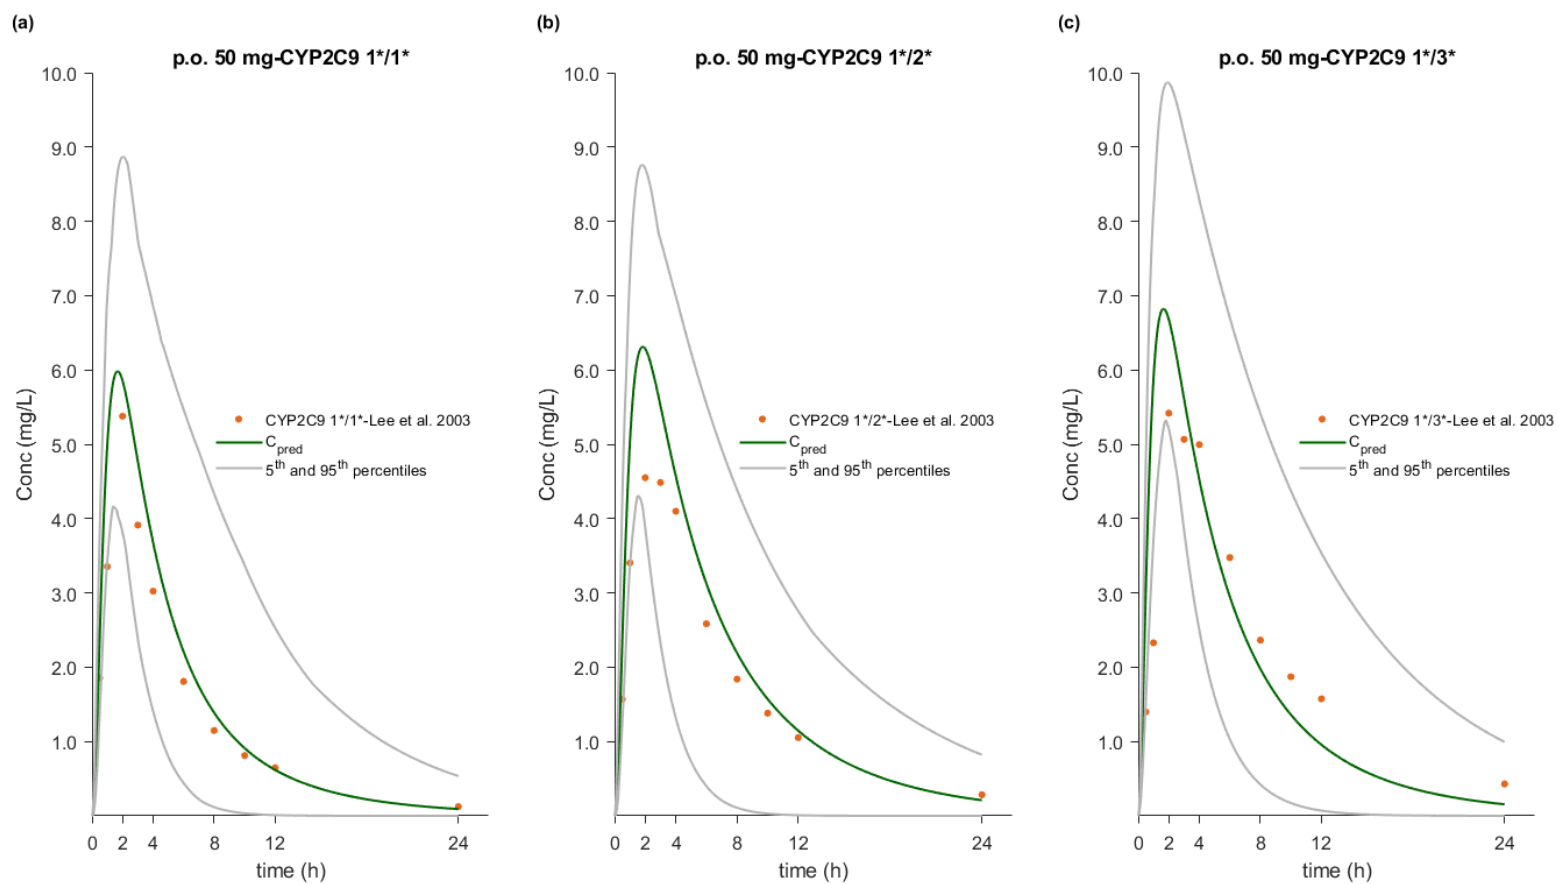 (a)
p.o. 50 mg-CYP2C9 1*/1*
10.0
9.0
8.0
7.0
6.0
5.0
4.0
3.0
2.0
1.0
Conc (mg/L)
CYP2C9 1*/1*-Lee et al. 2003
Cpred
5th and 95th percentiles
0 2 4 12 24
time (h)
(b)
p.o. 50 mg-CYP2C9 1*/2*
10.0
9.0
8.0
7.0
6.0
5.0
4.0
3.0
2.0
1.0
Conc (mg/L)
CYP2C9 1*/2*-Lee et al. 2003
Cpred
5th and 95th percentiles
0 2 4 12 24
time (h)
(c)
p.o. 50 mg-CYP2C9 1*/3*
10.0
9.0
8.0
7.0
6.0
5.0
4.0
3.0
2.0
1.0
Conc (mg/L)
CYP2C9 1*/3*-Lee et al. 2003
Cpred
5th and 95th percentiles
0 2 4 8 12 24
time (h)